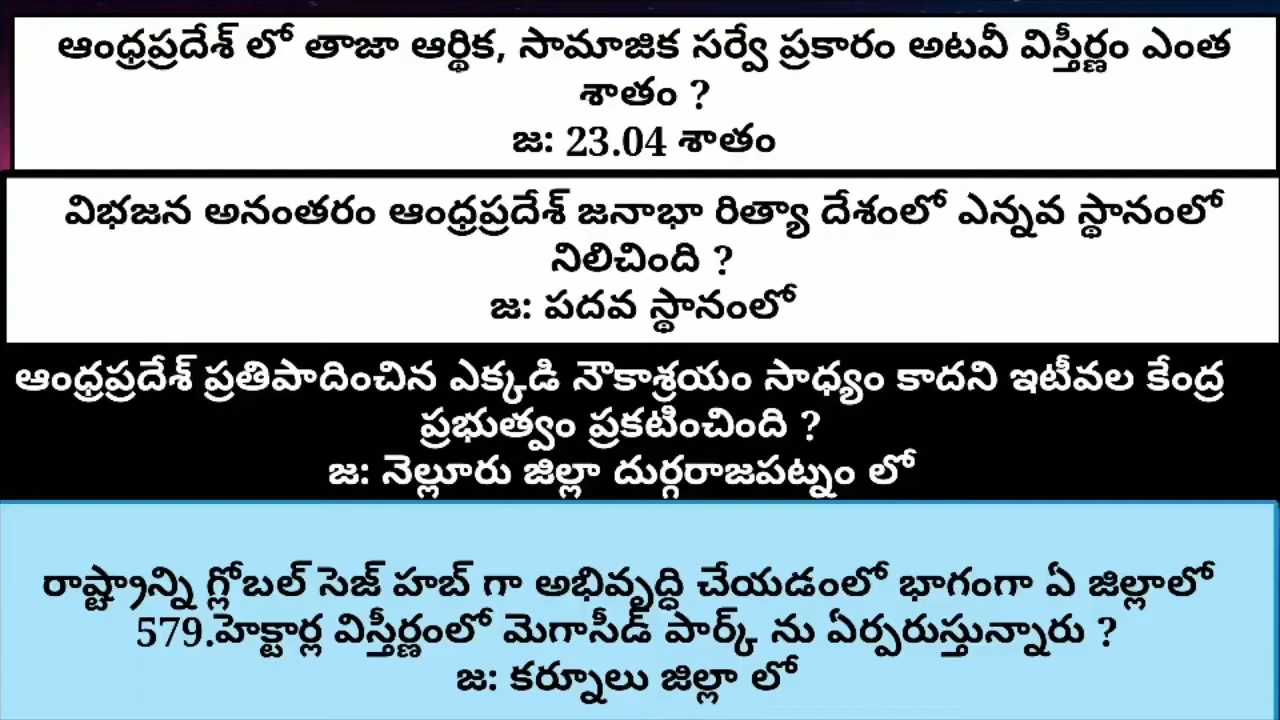 ఆంధ్రప్రదేశ్ లో తాజా ఆర్థిక, సామాజిక సర్వే ప్రకారం అటవీ విస్తీర్ణం ఎంత
శాతం ?
జ: 23.04 శాతం
విభజన అనంతరం ఆంధ్రప్రదేశ్ జనాభా రిత్యా దేశంలో ఎన్నవ స్థానంలో
నిలిచింది ?
జ: పదవ స్థానంలో
ఆంధ్రప్రదేశ్ ప్రతిపాదించిన ఎక్కడి నౌకాశ్రయం సాధ్యం కాదని ఇటీవల కేంద్ర
ప్రభుత్వం ప్రకటించింది ?
జ: నెల్లూరు జిల్లా దుర్గరాజపట్నం లో
రాష్ట్రాన్ని గ్లోబల్ సెజ్ హబ్ గా అభివృద్ధి చేయడంలో భాగంగా ఏ జిల్లాలో
579.హెక్టార్ల విస్తీర్ణంలో మెగాసీడ్ పార్క్ ను ఏర్పరుస్తున్నారు ?
జ: కర్నూలు జిల్లా లో